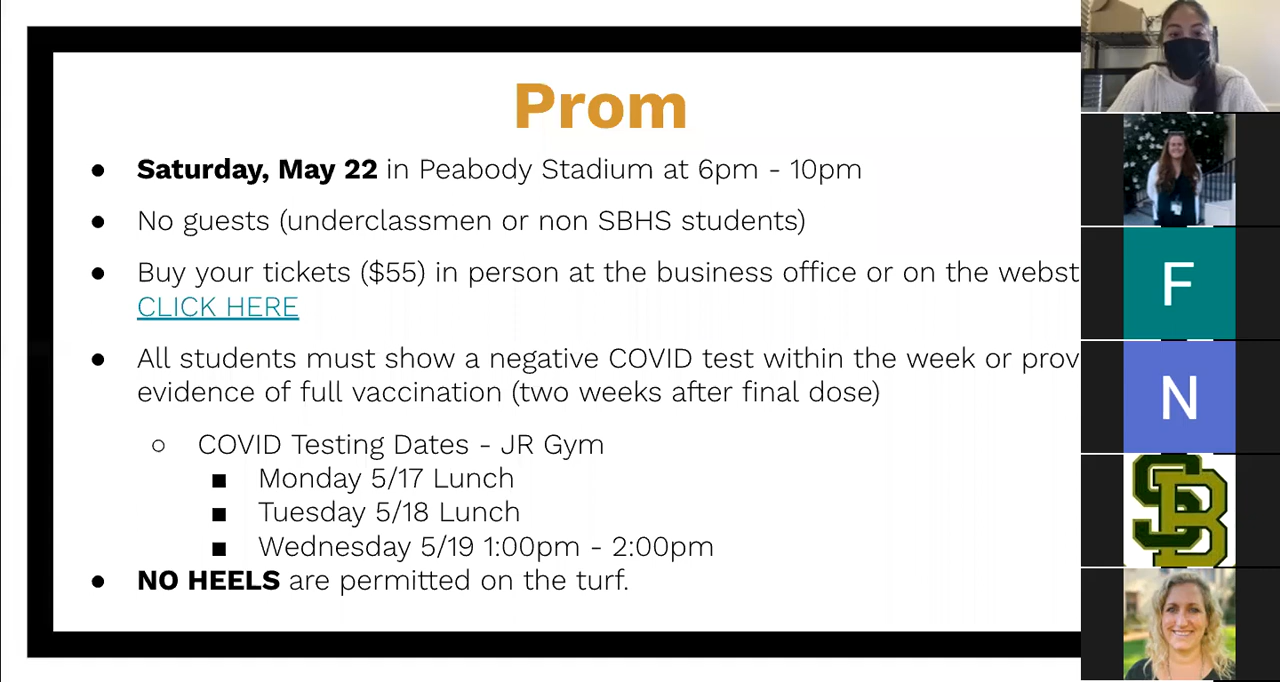 Prom
● Saturday, May 22 in Peabody Stadium at 6pm - 10pm
● No guests (underclassmen or non SBHS students)
● Buy your tickets ($55) in person at the business office or on the webst
CLICK HERE
● All students must show a negative COVID test within the week or prov
evidence of full vaccination (two weeks after final dose)
○ COVID Testing Dates - JR Gym
■ Monday 5/17 Lunch
■ Tuesday 5/18 Lunch
■ Wednesday 5/19 1:00pm - 2:00pm
● NO HEELS are permitted on the turf.
F
N
SB